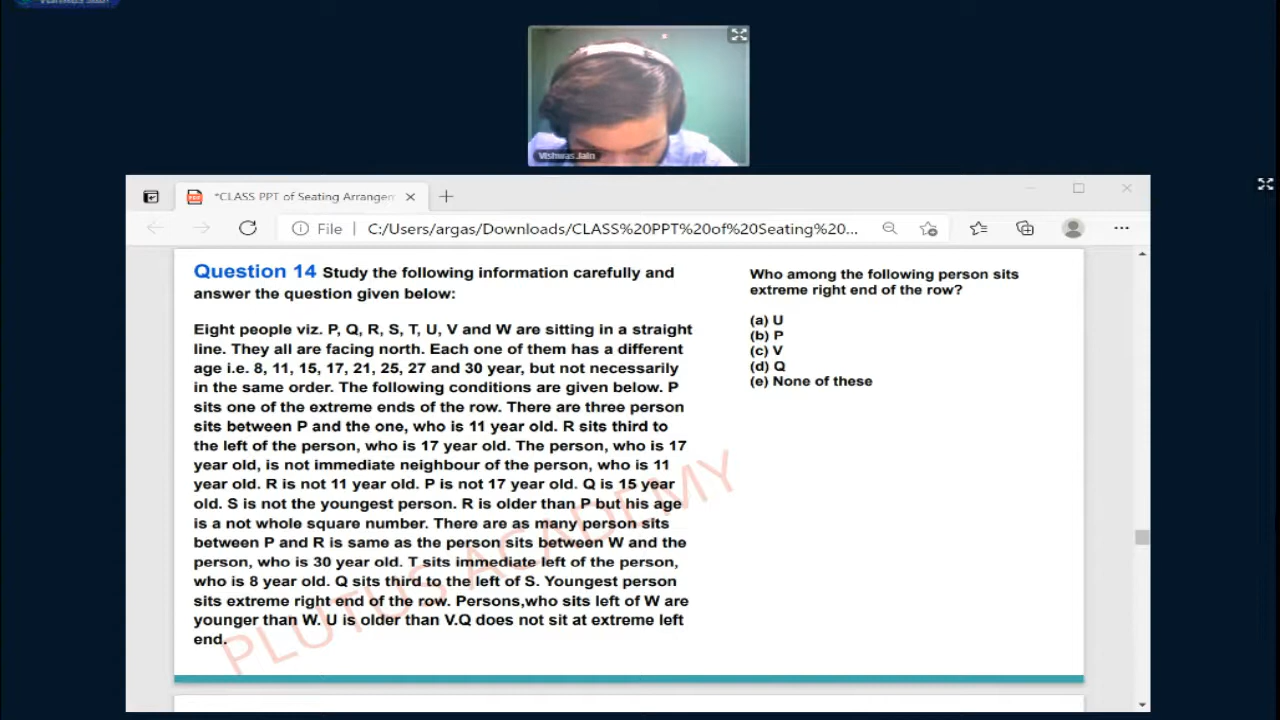 Vishwas Jain
*CLASS PPT of Seating Arrangem
File | C:/Users/argas/Downloads/CLASS%20PPT%20of%20Seating%20...
Question 14 Study the following information carefully and
answer the question given below:
Eight people viz. P, Q, R, S, T, U, V and W are sitting in a straight
line. They all are facing north. Each one of them has a different
age i.e. 8, 11, 15, 17, 21, 25, 27 and 30 year, but not necessarily
in the same order. The following conditions are given below. P
sits one of the extreme ends of the row. There are three person
sits between P and the one, who is 11 year old. R sits third to
the left of the person, who is 17 year old. The person, who is 17
year old, is not immediate neighbour of the person, who is 11
year old. R is not 11 year old. P is not 17 year old. Q is 15 year
old. S is not the youngest person. R is older than P but his age
is a not whole square number. There are as many person sits
between P and R is same as the person sits between W and the
person, who is 30 year old. T sits immediate left of the person,
who is 8 year old. Q sits third to the left of S. Youngest person
sits extreme right end of the row. Persons,who sits left of W are
younger than W. U is older than V.Q does not sit at extreme left
end.
PLUTUS ACADEMY
Who among the following person sits
extreme right end of the row?
(a) U
(b) P
(c) V
(d) Q
(e) None of these